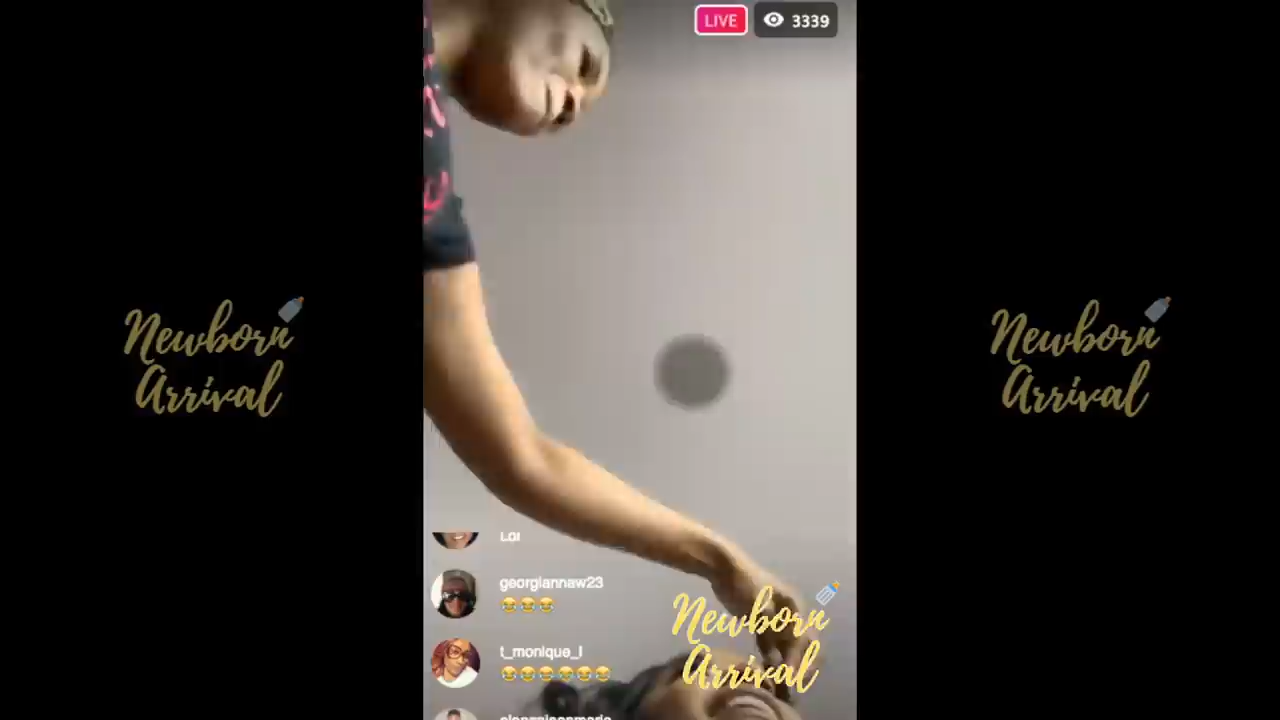 LIVE 3339
Newborn
Arrival
Newborn
Arrival
Lol
georgiannaw23
😂😂😂
t_monique_l
😂😂😂😂😂😂
Newborn
Arrival